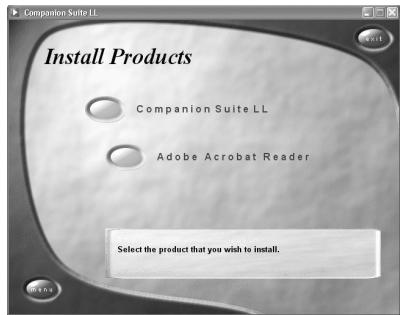 Companion Suite LL
exit
Install Products
Companion Suite LL
Adobe Acrobat Reader
Select the product that you wish to install.
menu